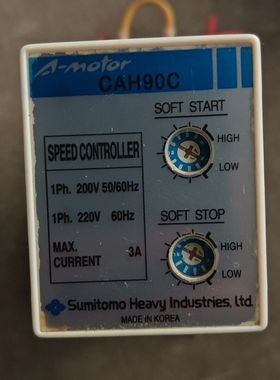 A-motor
CAH90C
SOFT START
HIGH
LOW
SPEED CONTROLLER
1Ph. 200V 50/60Hz
1Ph. 220V 60Hz
MAX.
CURRENT 3A
SOFT STOP
HIGH
LOW
Sumitomo Heavy Industries, Ltd.
MADE IN KOREA